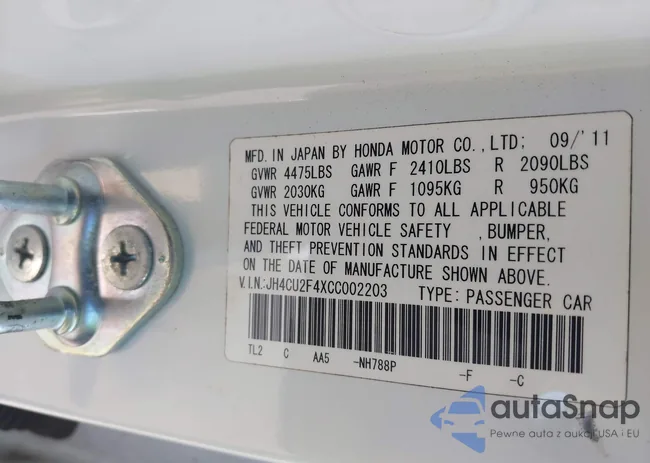 MFD. IN JAPAN BY HONDA MOTOR CO.,LTD; 09/'11
GVWR 4475LBS GAWR F 2410LBS R 2090LBS
GVWR 2030KG GAWR F 1095KG R 950KG
THIS VEHICLE CONFORMS TO ALL APPLICABLE
FEDERAL MOTOR VEHICLE SAFETY ,BUMPER,
AND THEFT PREVENTION STANDARDS IN EFFECT
ON THE DATE OF MANUFACTURE SHOWN ABOVE.
V.I.N.:JH4CU2F4XCC002203 TYPE: PASSENGER CAR
TL2 C AA5 -NH788P -F -C
autaSnap
Pewne auta z aukcji USA i EU